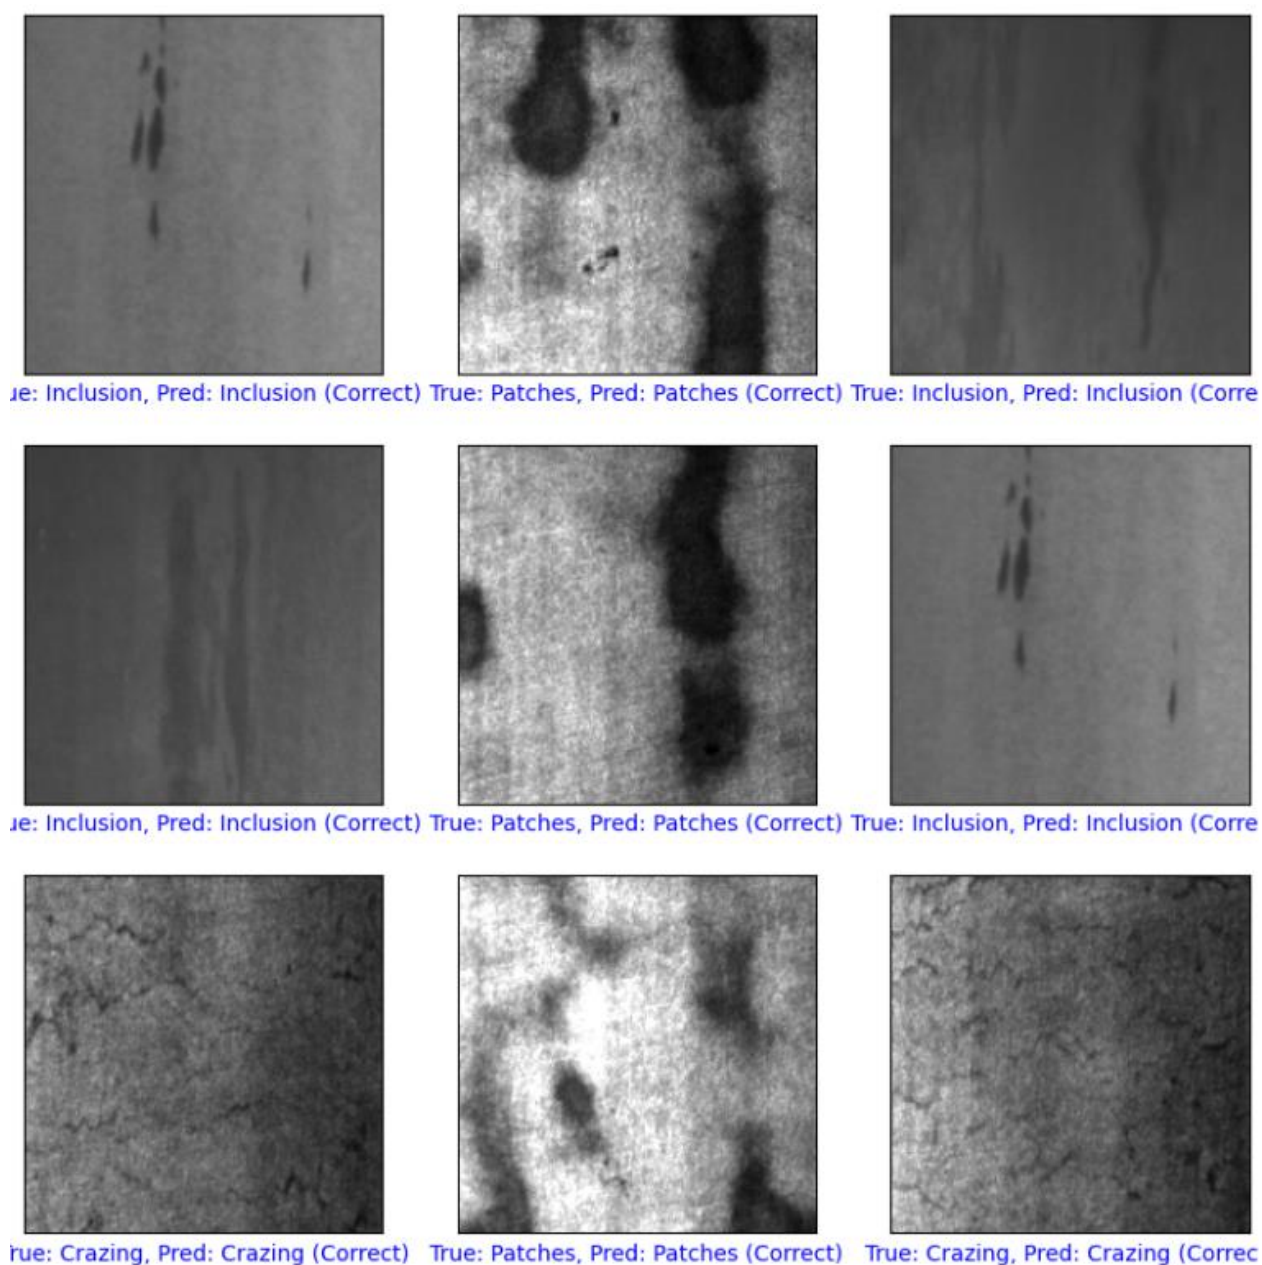 ue: Inclusion, Pred: Inclusion (Correct) True: Patches, Pred: Patches (Correct) True: Inclusion, Pred: Inclusion (Corre
ue: Inclusion, Pred: Inclusion (Correct) True: Patches, Pred: Patches (Correct) True: Inclusion, Pred: Inclusion (Corre
rue: Crazing, Pred: Crazing (Correct) True: Patches, Pred: Patches (Correct) True: Crazing, Pred: Crazing (Correc